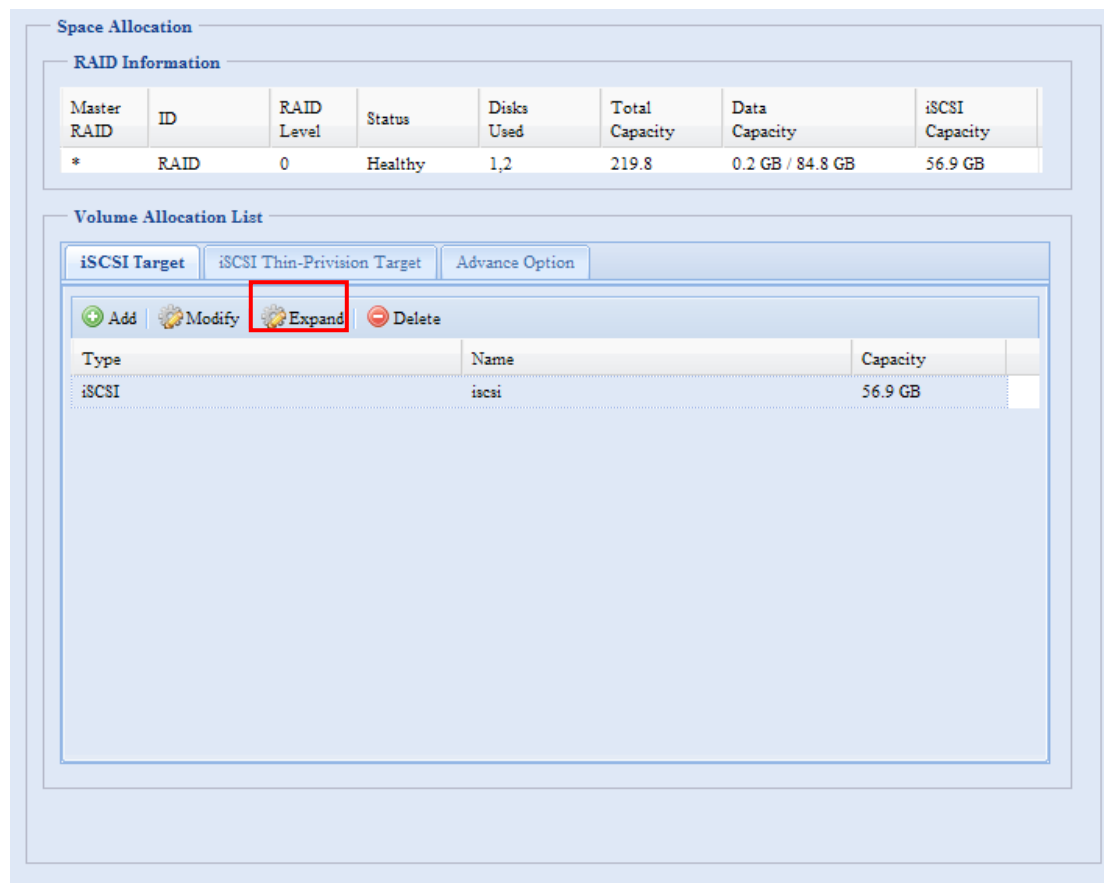 Space Allocation
RAID Information
Master RAID ID RAID Level Status Disks Used Total Capacity Data Capacity iSCSI Capacity
* RAID 0 Healthy 1,2 219.8 0.2 GB / 84.8 GB 56.9 GB
Volume Allocation List
iSCSI Target iSCSI Thin-Privision Target Advance Option
Add Modify Expand Delete
Type Name Capacity
iSCSI iscsi 56.9 GB